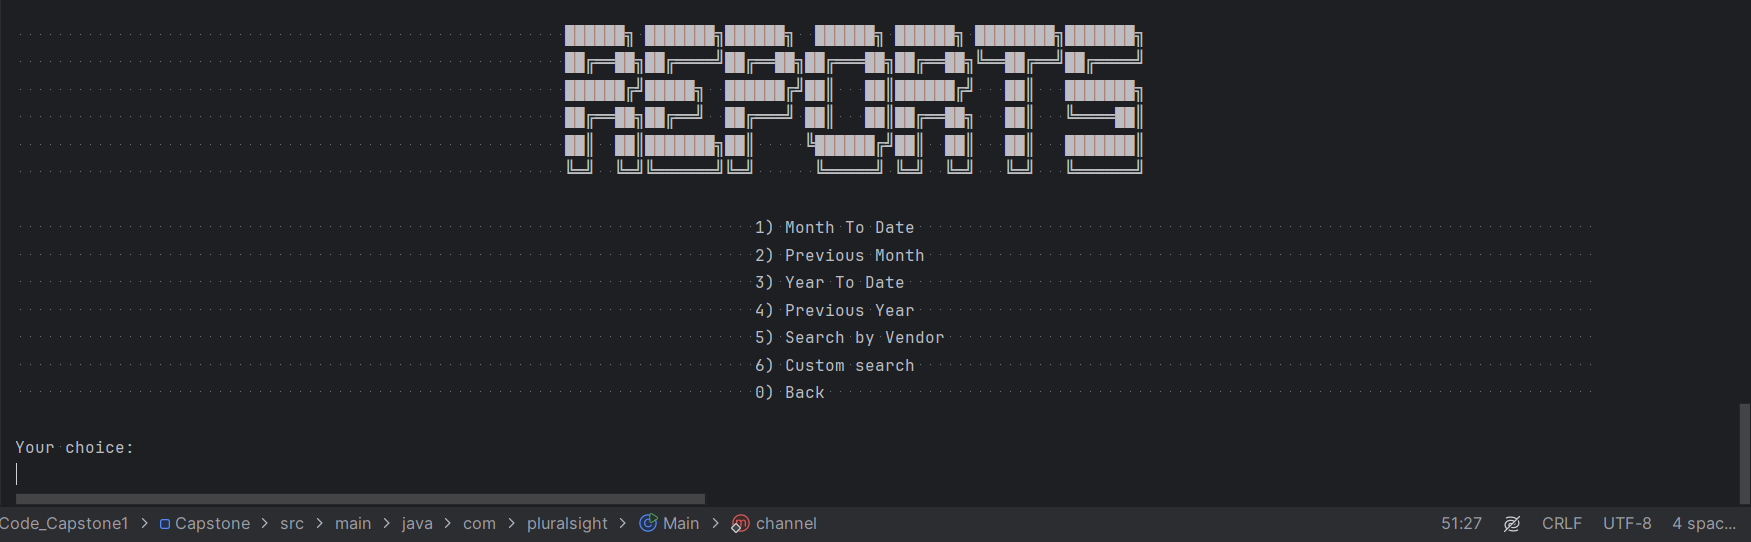 REPORTS
1) Month To Date
2) Previous Month
3) Year To Date
4) Previous Year
5) Search by Vendor
6) Custom search
0) Back
Your choice:
Code_Capstone1 > Capstone > src > main > java > com > pluralsight > Main > channel 51:27 CRLF UTF-8 4 spac...